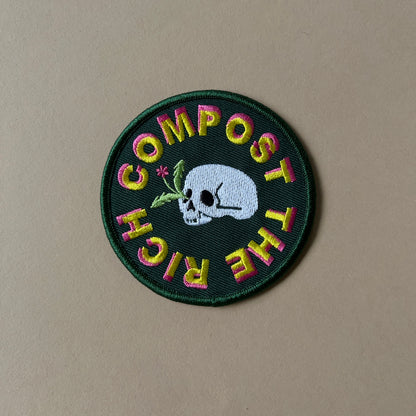 COMPOST THE RICH